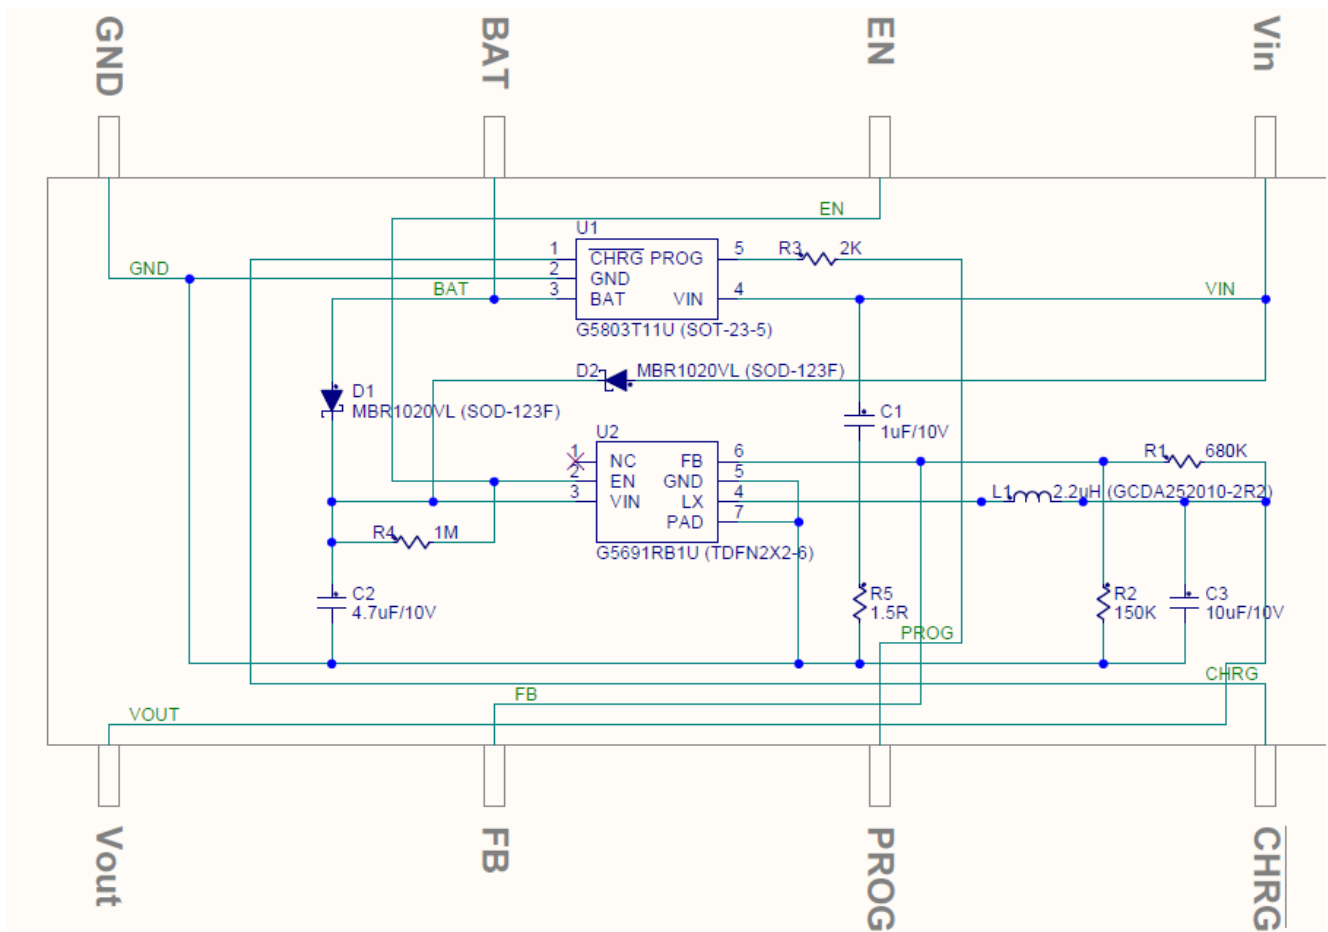 GND
BAT
EN
Vin
EN
U1
1
CHRG
PROG
5
R3
2K
GND
2
GND
BAT
3
BAT
VIN
4
VIN
G5803T11U (SOT-23-5)
D2
MBR1020VL (SOD-123F)
D1
MBR1020VL (SOD-123F)
C1
1uF/10V
U2
1
NC
FB
6
R1
680K
2
EN
GND
5
3
VIN
LX
4
L1
2.2uH (GCDA252010-2R2)
PAD
7
R4
1M
G5691RB1U (TDFN2X2-6)
C2
4.7uF/10V
R5
1.5R
R2
150K
C3
10uF/10V
PROG
CHRG
FB
VOUT
Vout
FB
PROG
CHRG